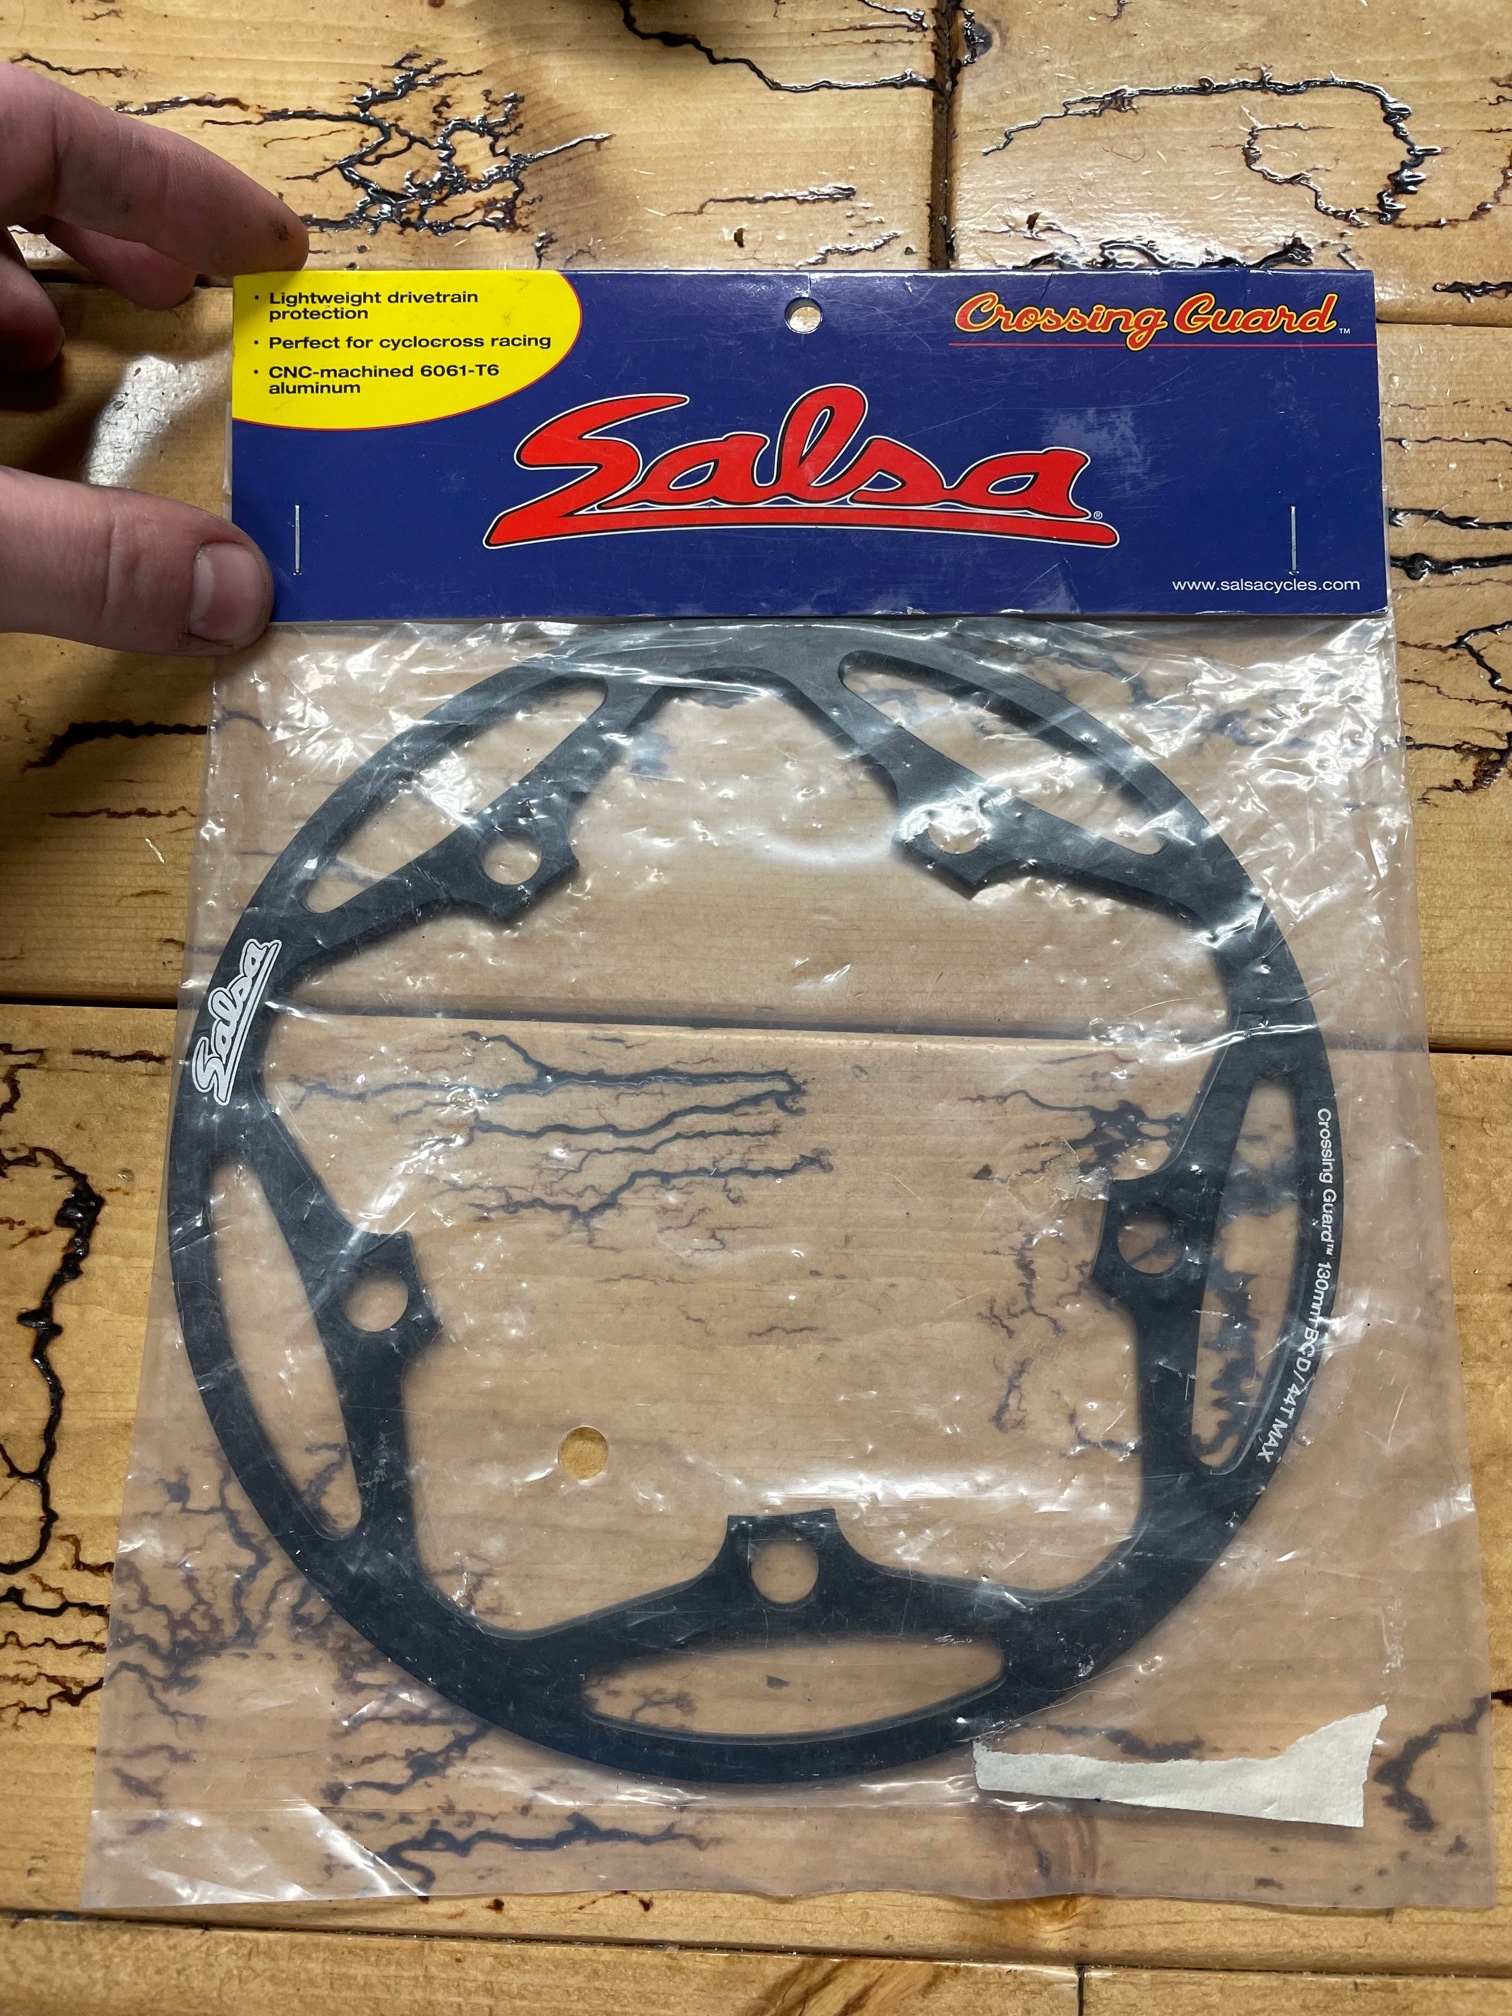 • Lightweight drivetrain
protection
• Perfect for cyclocross racing
• CNC-machined 6061-T6
aluminum
Crossing Guard™
Salsa®
www.salsacycles.com
Salsa
Crossing Guard™ 130mm BCD/44T MAX